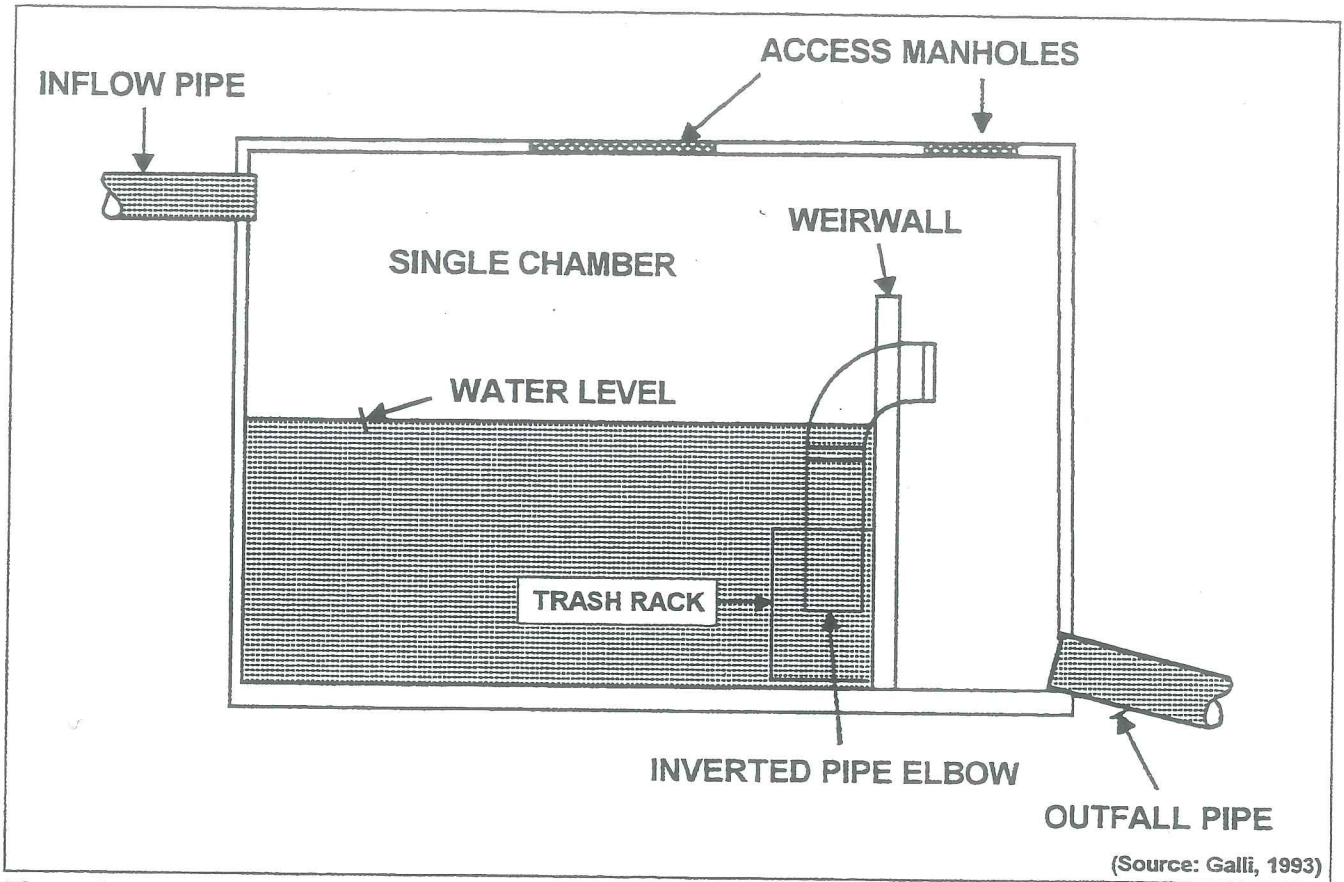 ACCESS MANHOLES
INFLOW PIPE
WEIRWALL
SINGLE CHAMBER
WATER LEVEL
TRASH RACK
INVERTED PIPE ELBOW
OUTFALL PIPE
(Source: Galli, 1993)